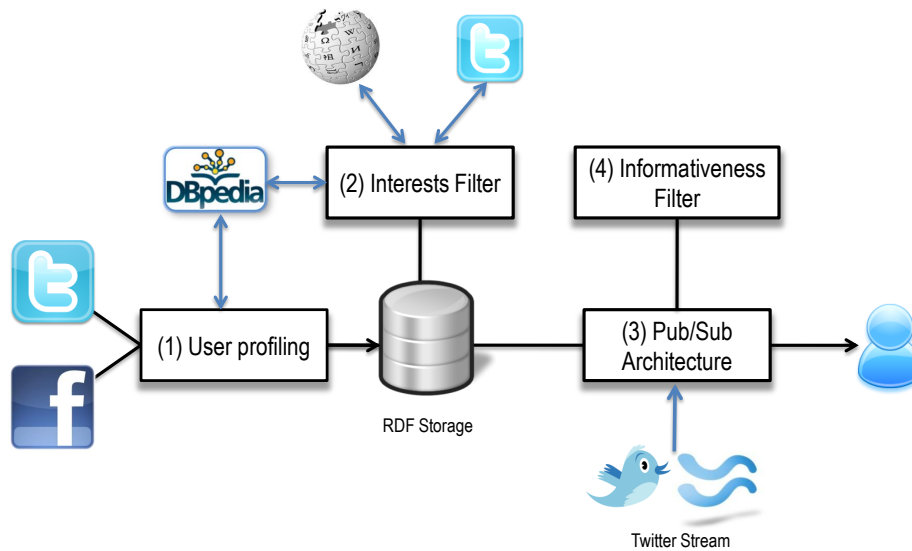 DBpedia
(2) Interests Filter
(4) Informativeness
Filter
(1) User profiling
(3) Pub/Sub
Architecture
RDF Storage
Twitter Stream